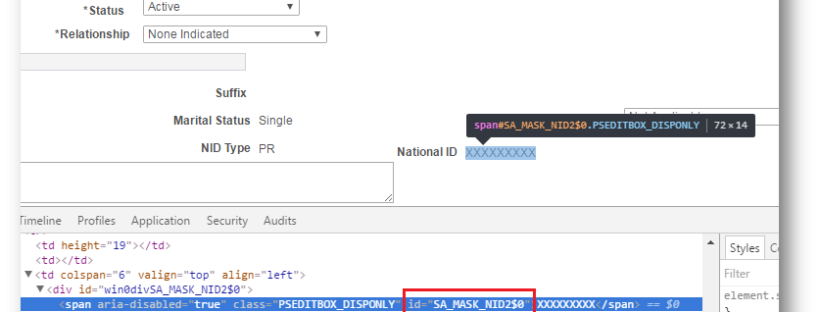 *Status Active
*Relationship None Indicated
Suffix
Marital Status Single
span#SA_MASK_NID2$0.PSEDITBOX_DISPONLY | 72×14
NID Type PR National ID XXXXXXXXX
Timeline Profiles Application Security Audits
<td height="19"></td>
<td></td>
▼<td colspan="6" valign="top" align="left">
▼<div id="win0divSA_MASK_NID2$0">
<span aria-disabled="true" class="PSEDITBOX_DISPONLY" id="SA_MASK_NID2$0">XXXXXXXXX</span> == $0
Styles
Filter
element.s
}